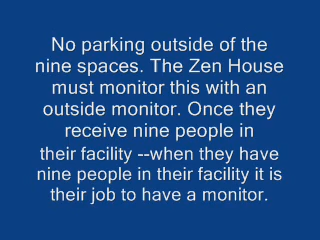 No parking outside of the
nine spaces. The Zen House
must monitor this with an
outside monitor. Once they
receive nine people in
their facility --when they have
nine people in their facility it is
their job to have a monitor.